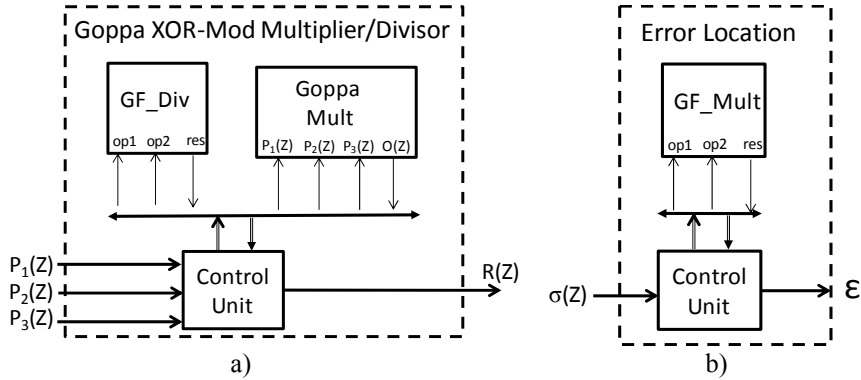 Goppa XOR-Mod Multiplier/Divisor
GF_Div
op1 op2 res
Goppa
Mult
P₁(Z) P₂(Z) P₃(Z) O(Z)
P₁(Z)
P₂(Z)
P₃(Z)
Control
Unit
R(Z)
a)
Error Location
GF_Mult
op1 op2 res
σ(Z)
Control
Unit
ε
b)